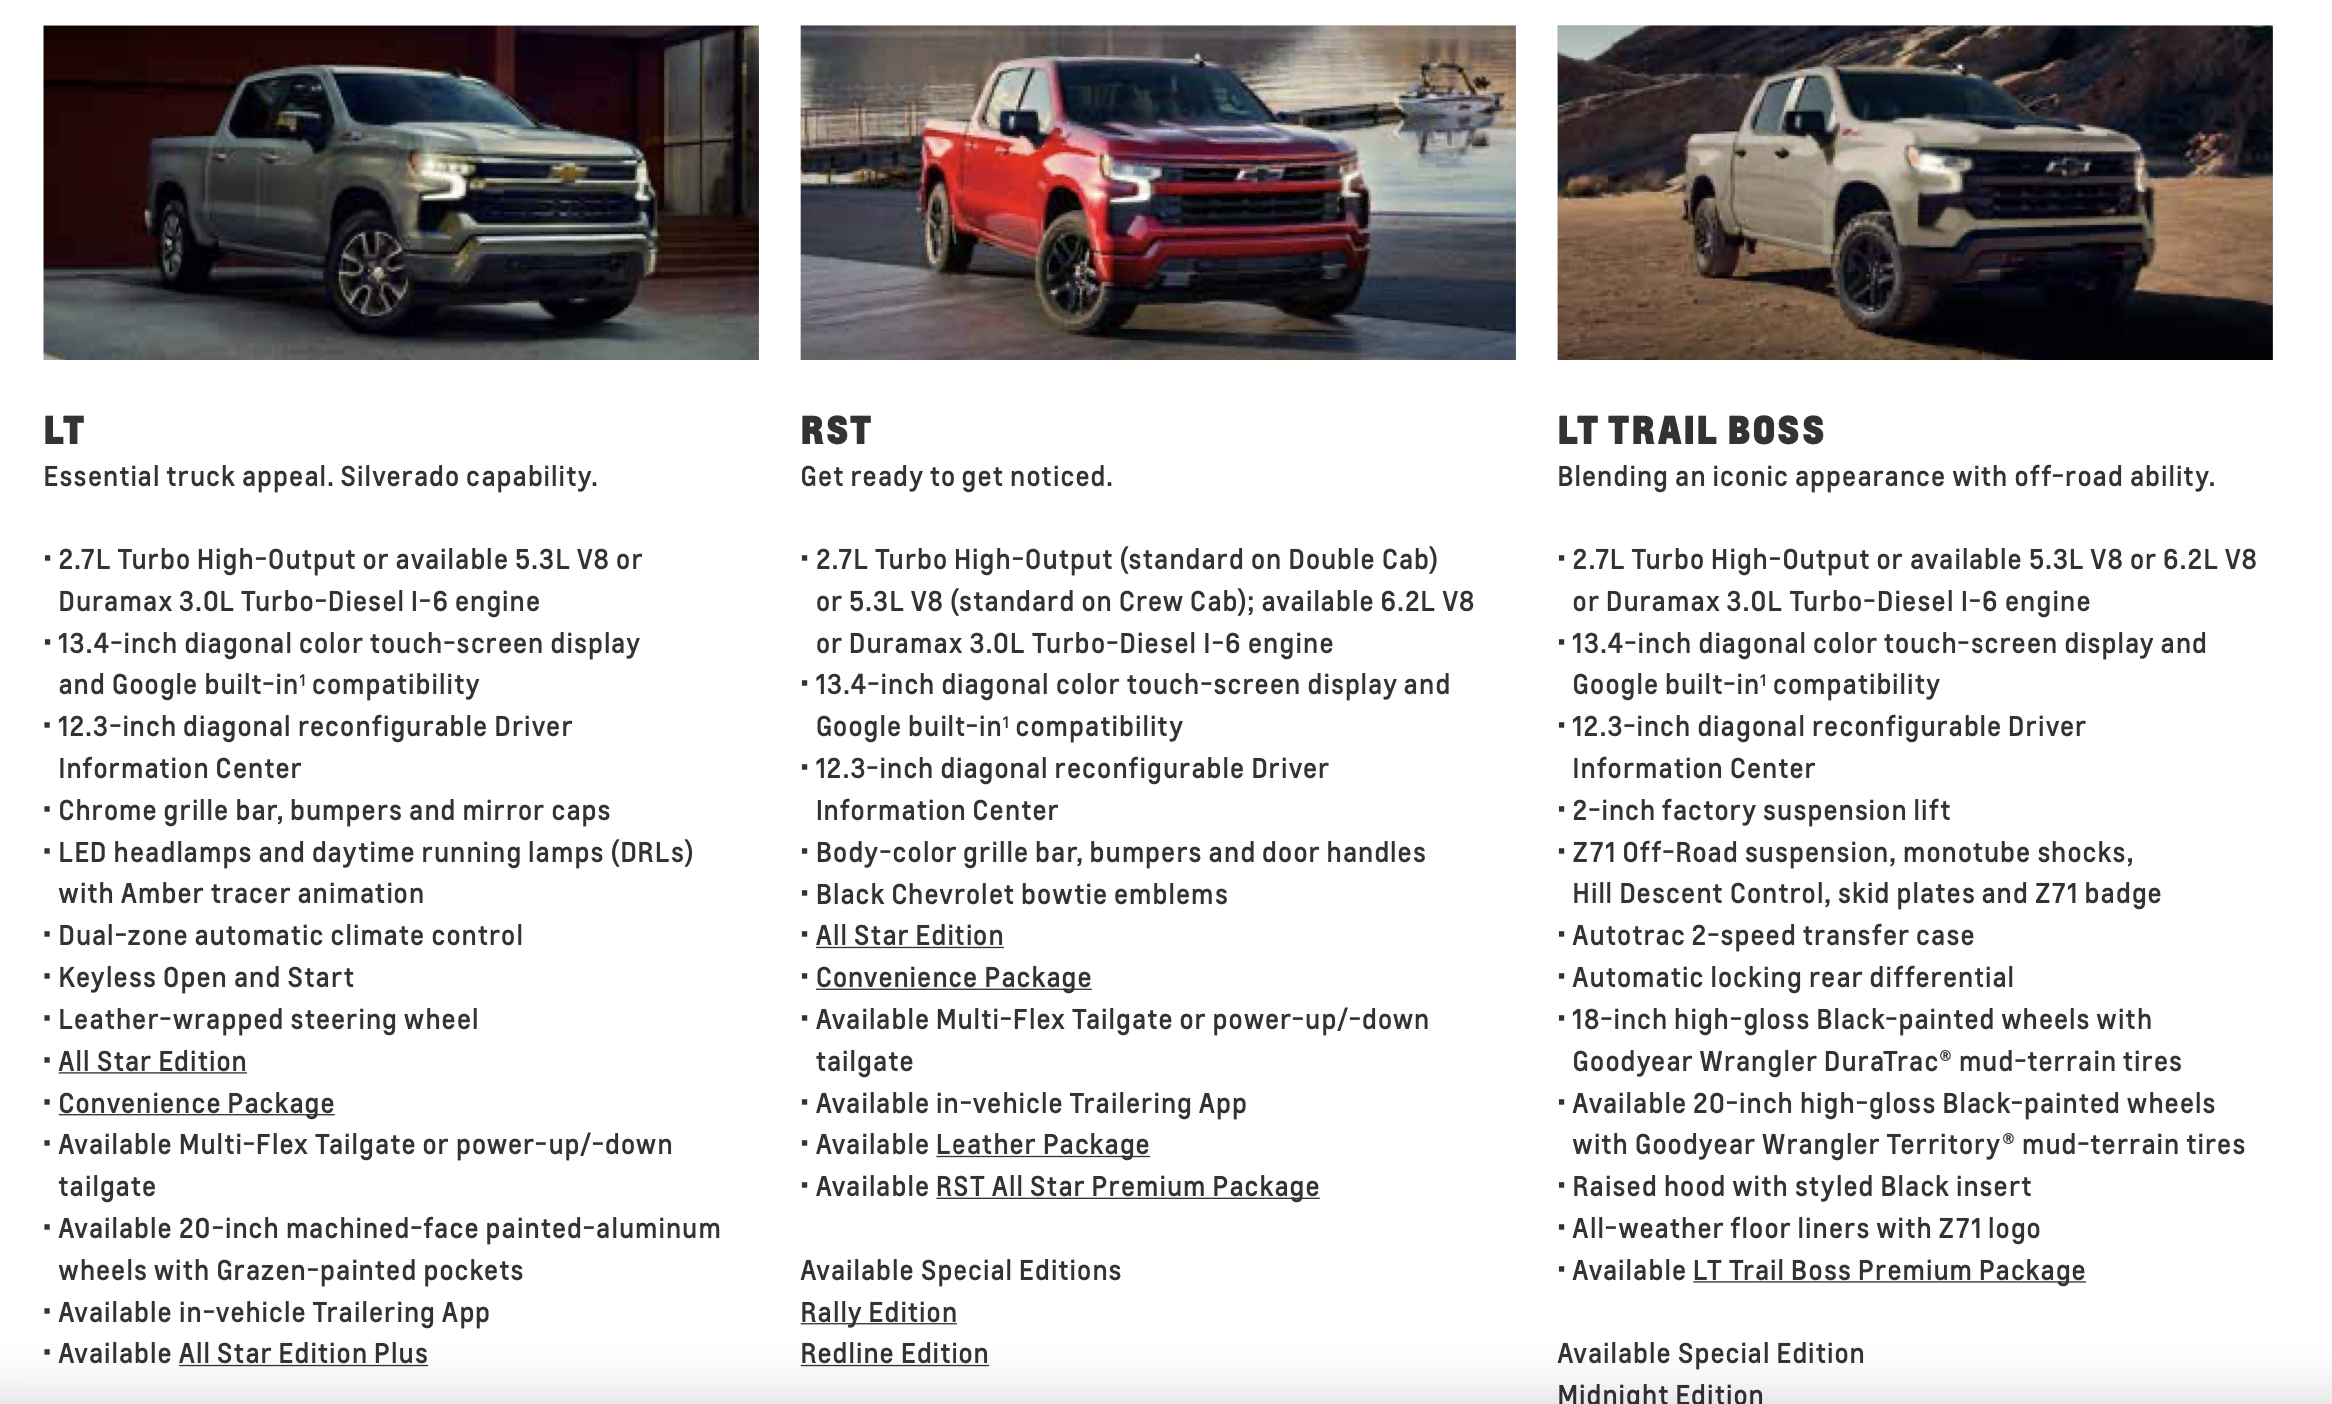 LT
Essential truck appeal. Silverado capability.
· 2.7L Turbo High-Output or available 5.3L V8 or
Duramax 3.0L Turbo-Diesel I-6 engine
· 13.4-inch diagonal color touch-screen display
and Google built-in¹ compatibility
· 12.3-inch diagonal reconfigurable Driver
Information Center
· Chrome grille bar, bumpers and mirror caps
· LED headlamps and daytime running lamps (DRLs)
with Amber tracer animation
· Dual-zone automatic climate control
· Keyless Open and Start
· Leather-wrapped steering wheel
· All Star Edition
· Convenience Package
· Available Multi-Flex Tailgate or power-up/-down
tailgate
· Available 20-inch machined-face painted-aluminum
wheels with Grazen-painted pockets
· Available in-vehicle Trailering App
· Available All Star Edition Plus
RST
Get ready to get noticed.
· 2.7L Turbo High-Output (standard on Double Cab)
or 5.3L V8 (standard on Crew Cab); available 6.2L V8
or Duramax 3.0L Turbo-Diesel I-6 engine
· 13.4-inch diagonal color touch-screen display and
Google built-in¹ compatibility
· 12.3-inch diagonal reconfigurable Driver
Information Center
· Body-color grille bar, bumpers and door handles
· Black Chevrolet bowtie emblems
· All Star Edition
· Convenience Package
· Available Multi-Flex Tailgate or power-up/-down
tailgate
· Available in-vehicle Trailering App
· Available Leather Package
· Available RST All Star Premium Package
Available Special Editions
Rally Edition
Redline Edition
LT TRAIL BOSS
Blending an iconic appearance with off-road ability.
· 2.7L Turbo High-Output or available 5.3L V8 or 6.2L V8
or Duramax 3.0L Turbo-Diesel I-6 engine
· 13.4-inch diagonal color touch-screen display and
Google built-in¹ compatibility
· 12.3-inch diagonal reconfigurable Driver
Information Center
· 2-inch factory suspension lift
· Z71 Off-Road suspension, monotube shocks,
Hill Descent Control, skid plates and Z71 badge
· Autotrac 2-speed transfer case
· Automatic locking rear differential
· 18-inch high-gloss Black-painted wheels with
Goodyear Wrangler DuraTrac® mud-terrain tires
· Available 20-inch high-gloss Black-painted wheels
with Goodyear Wrangler Territory® mud-terrain tires
· Raised hood with styled Black insert
· All-weather floor liners with Z71 logo
· Available LT Trail Boss Premium Package
Available Special Edition
Midnight Edition